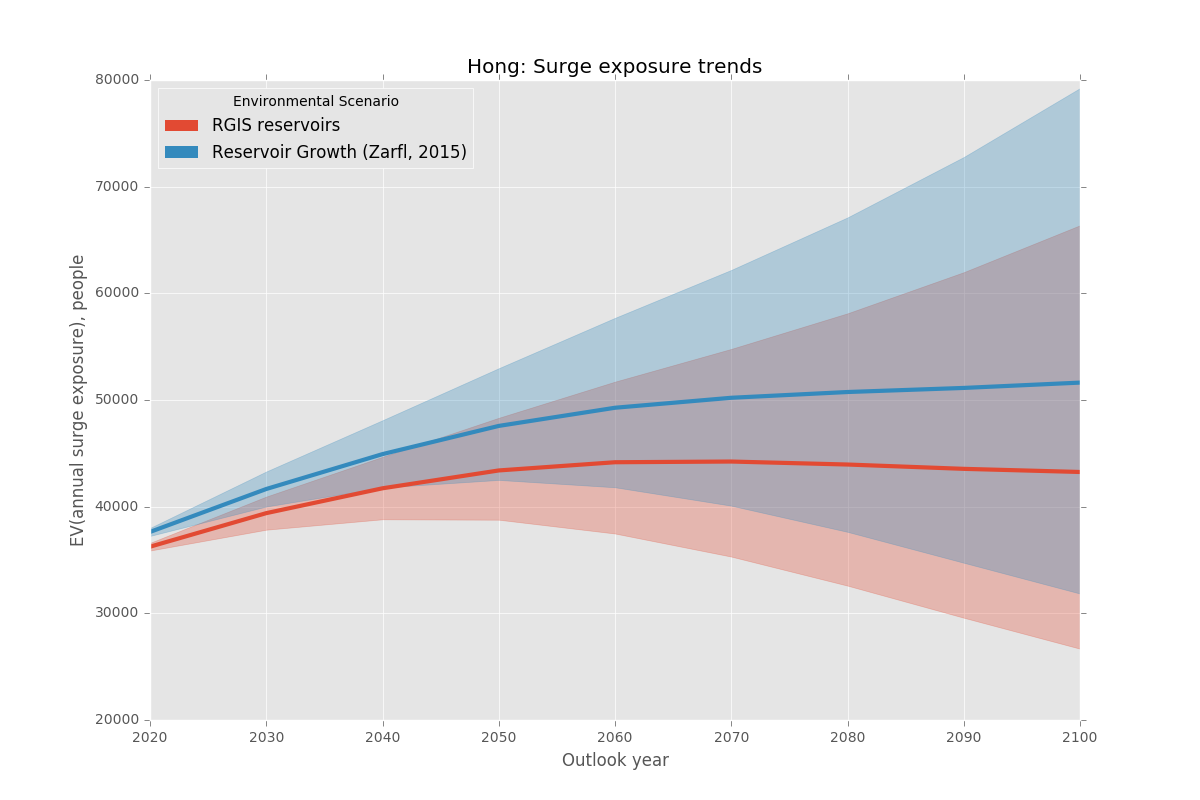 Hong: Surge exposure trends
Environmental Scenario
RGIS reservoirs
Reservoir Growth (Zarfl, 2015)
EV(annual surge exposure), people
80000
70000
60000
50000
40000
30000
20000
2020 2030 2040 2050 2060 2070 2080 2090 2100
Outlook year